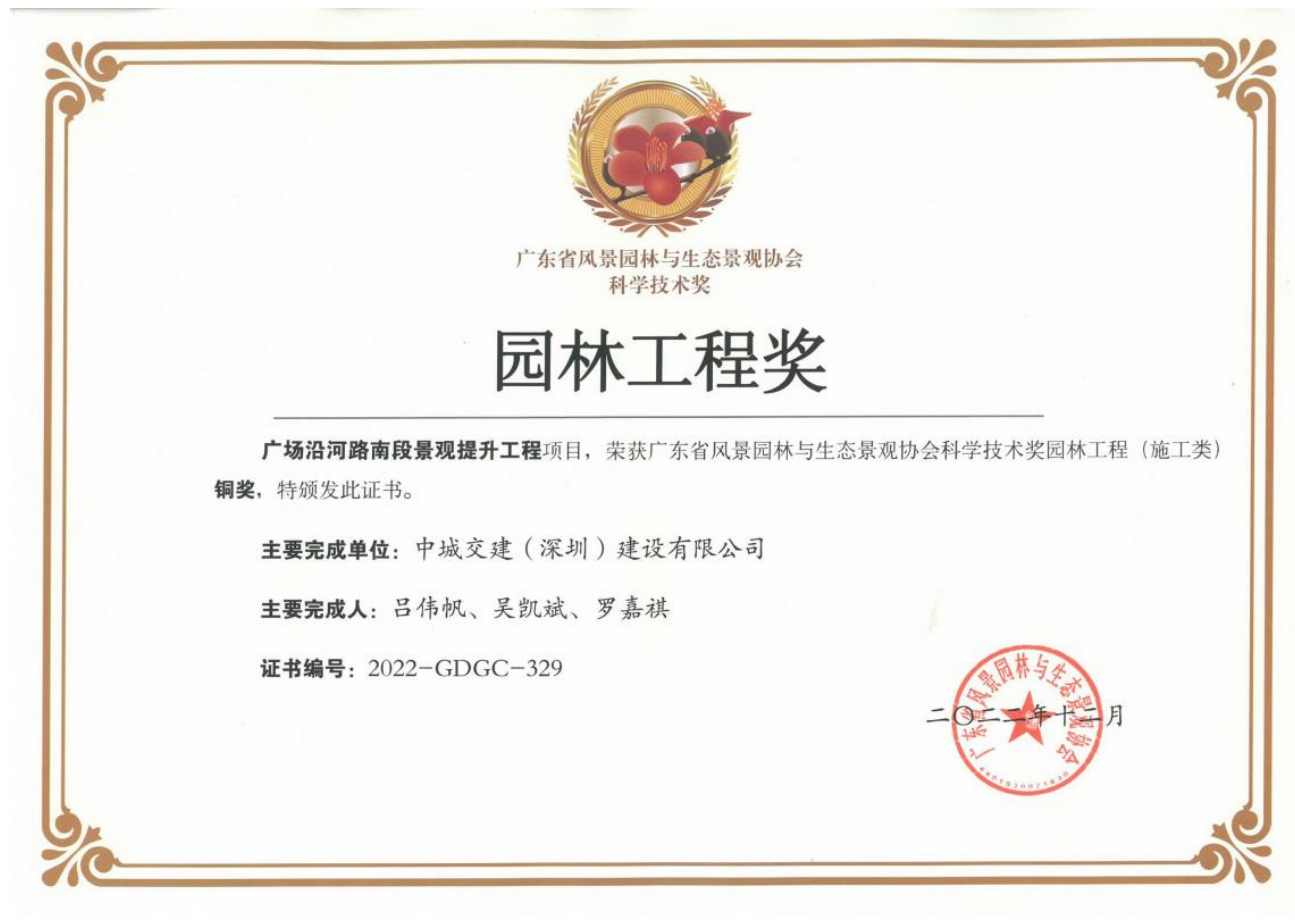 广东省风景园林与生态景观协会
科学技术奖
园林工程奖
广场沿河路南段景观提升工程项目，荣获广东省风景园林与生态景观协会科学技术奖园林工程（施工类）
铜奖，特颁发此证书。
主要完成单位：中城交建（深圳）建设有限公司
主要完成人：吕伟帆、吴凯斌、罗嘉祺
证书编号：2022-GDGC-329
二〇二二年十二月
广东省风景园林与生态景观协会